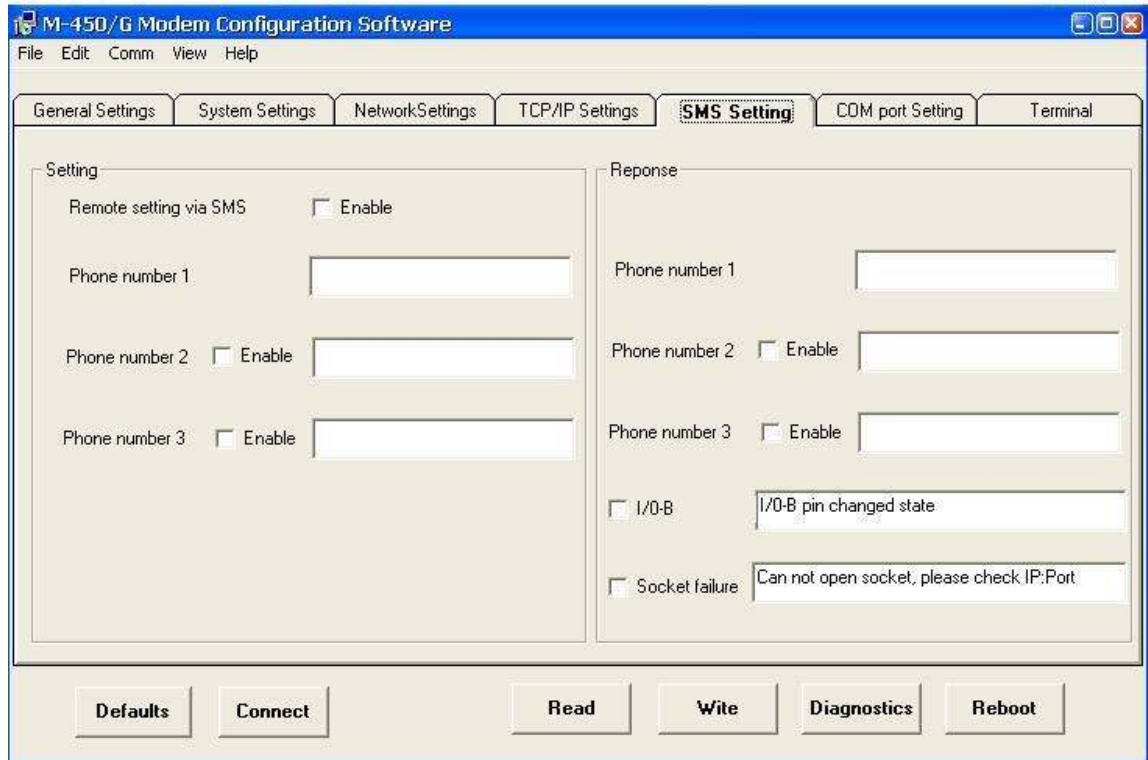 M-450/G Modem Configuration Software
File Edit Comm View Help
General Settings System Settings NetworkSettings TCP/IP Settings SMS Setting COM port Setting Terminal
Setting
Remote setting via SMS Enable
Phone number 1
Phone number 2 Enable
Phone number 3 Enable
Reponse
Phone number 1
Phone number 2 Enable
Phone number 3 Enable
I/0-B I/0-B pin changed state
Socket failure Can not open socket, please check IP:Port
Defaults Connect Read Wite Diagnostics Reboot